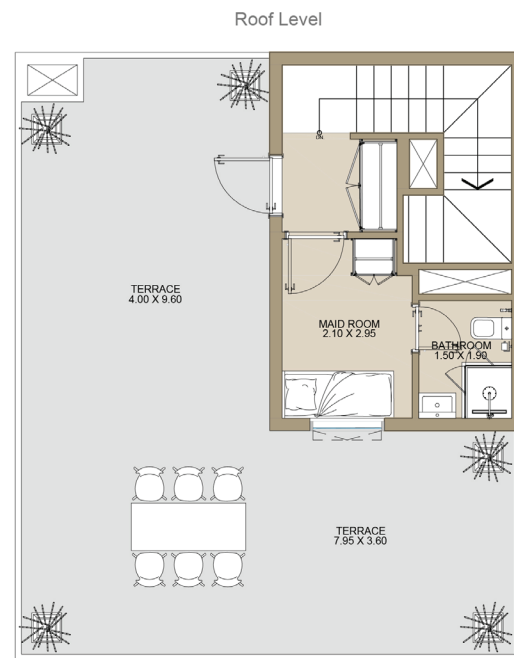 Roof Level
TERRACE
4.00 X 9.60
MAID ROOM
2.10 X 2.95
BATHROOM
1.50 X 1.90
TERRACE
7.95 X 3.60